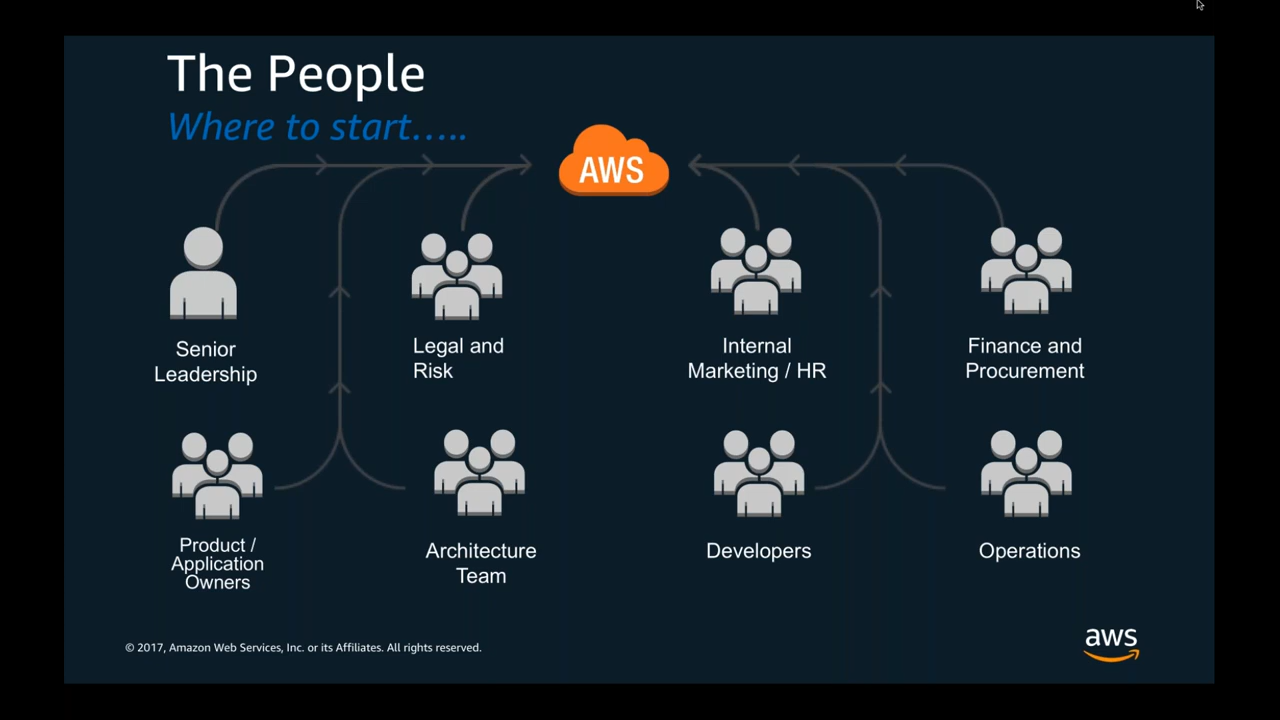 The People
Where to start.....
AWS
Senior
Leadership
Legal and
Risk
Internal
Marketing / HR
Finance and
Procurement
Product /
Application
Owners
Architecture
Team
Developers
Operations
© 2017, Amazon Web Services, Inc. or its Affiliates. All rights reserved.
aws